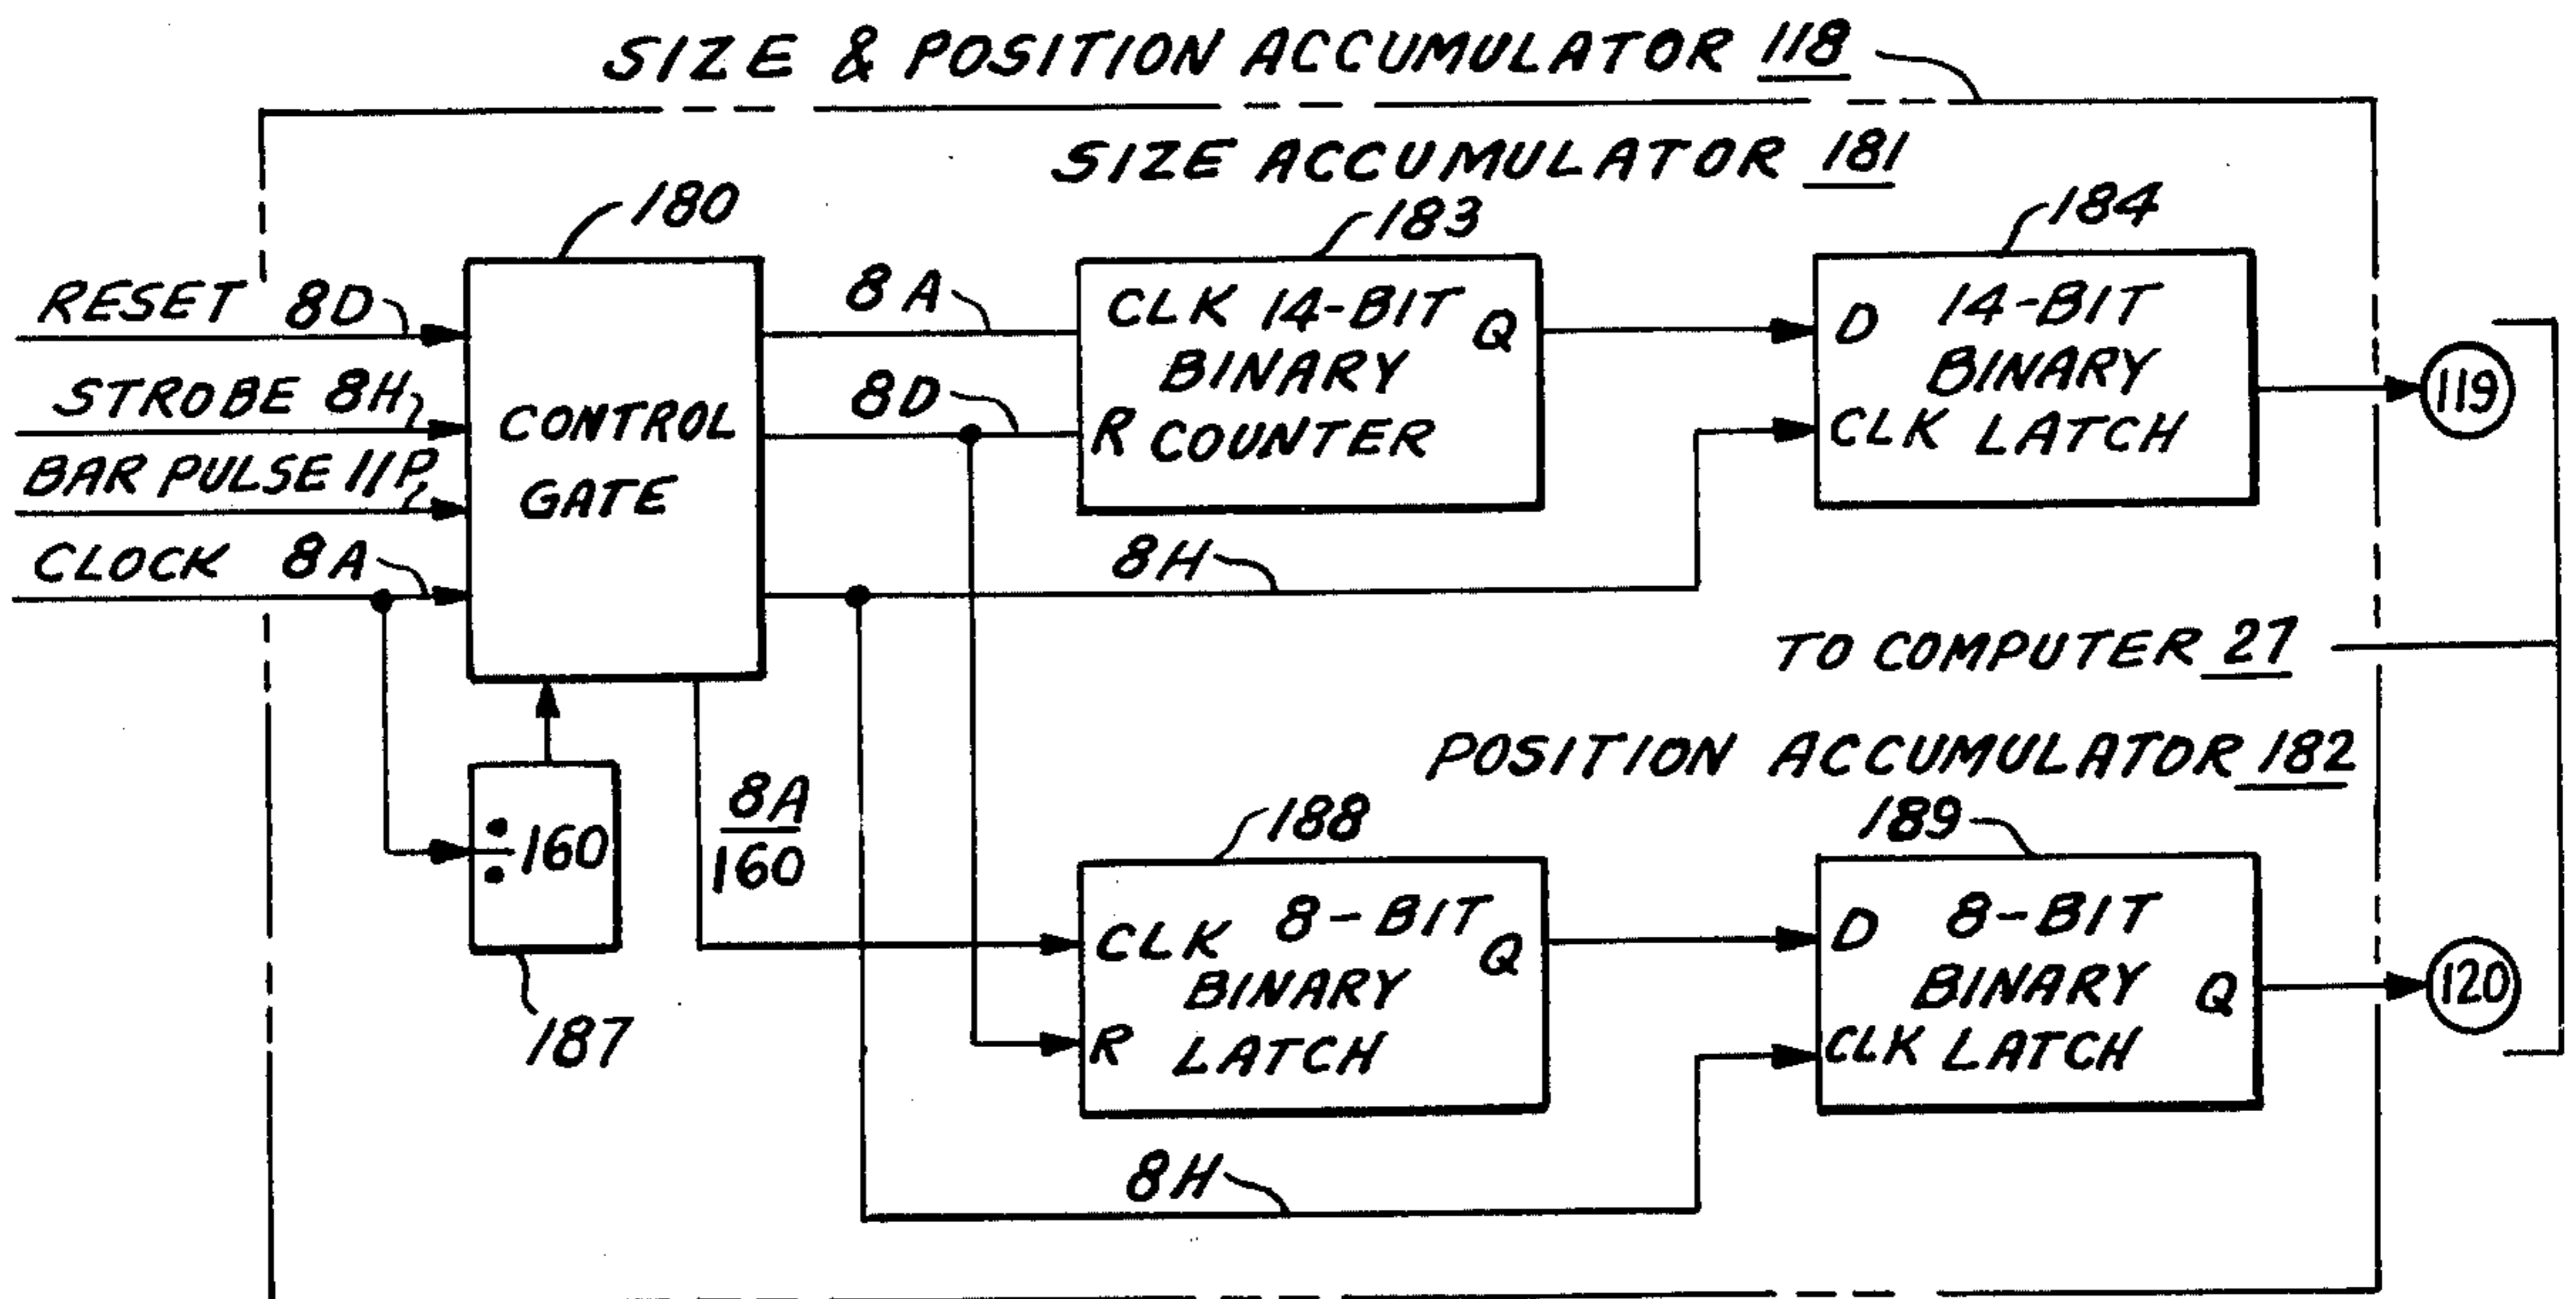 SIZE & POSITION ACCUMULATOR 118
SIZE ACCUMULATOR 181
180
183
184
RESET 8D
STROBE 8H
BAR PULSE 11P
CLOCK 8A
CONTROL
GATE
8A
8D
8H
CLK 14-BIT Q
BINARY
R COUNTER
D 14-BIT
BINARY
CLK LATCH
119
TO COMPUTER 27
POSITION ACCUMULATOR 182
÷160
187
8A
160
188
189
CLK 8-BIT Q
BINARY
R LATCH
D 8-BIT
BINARY Q
CLK LATCH
120
8H